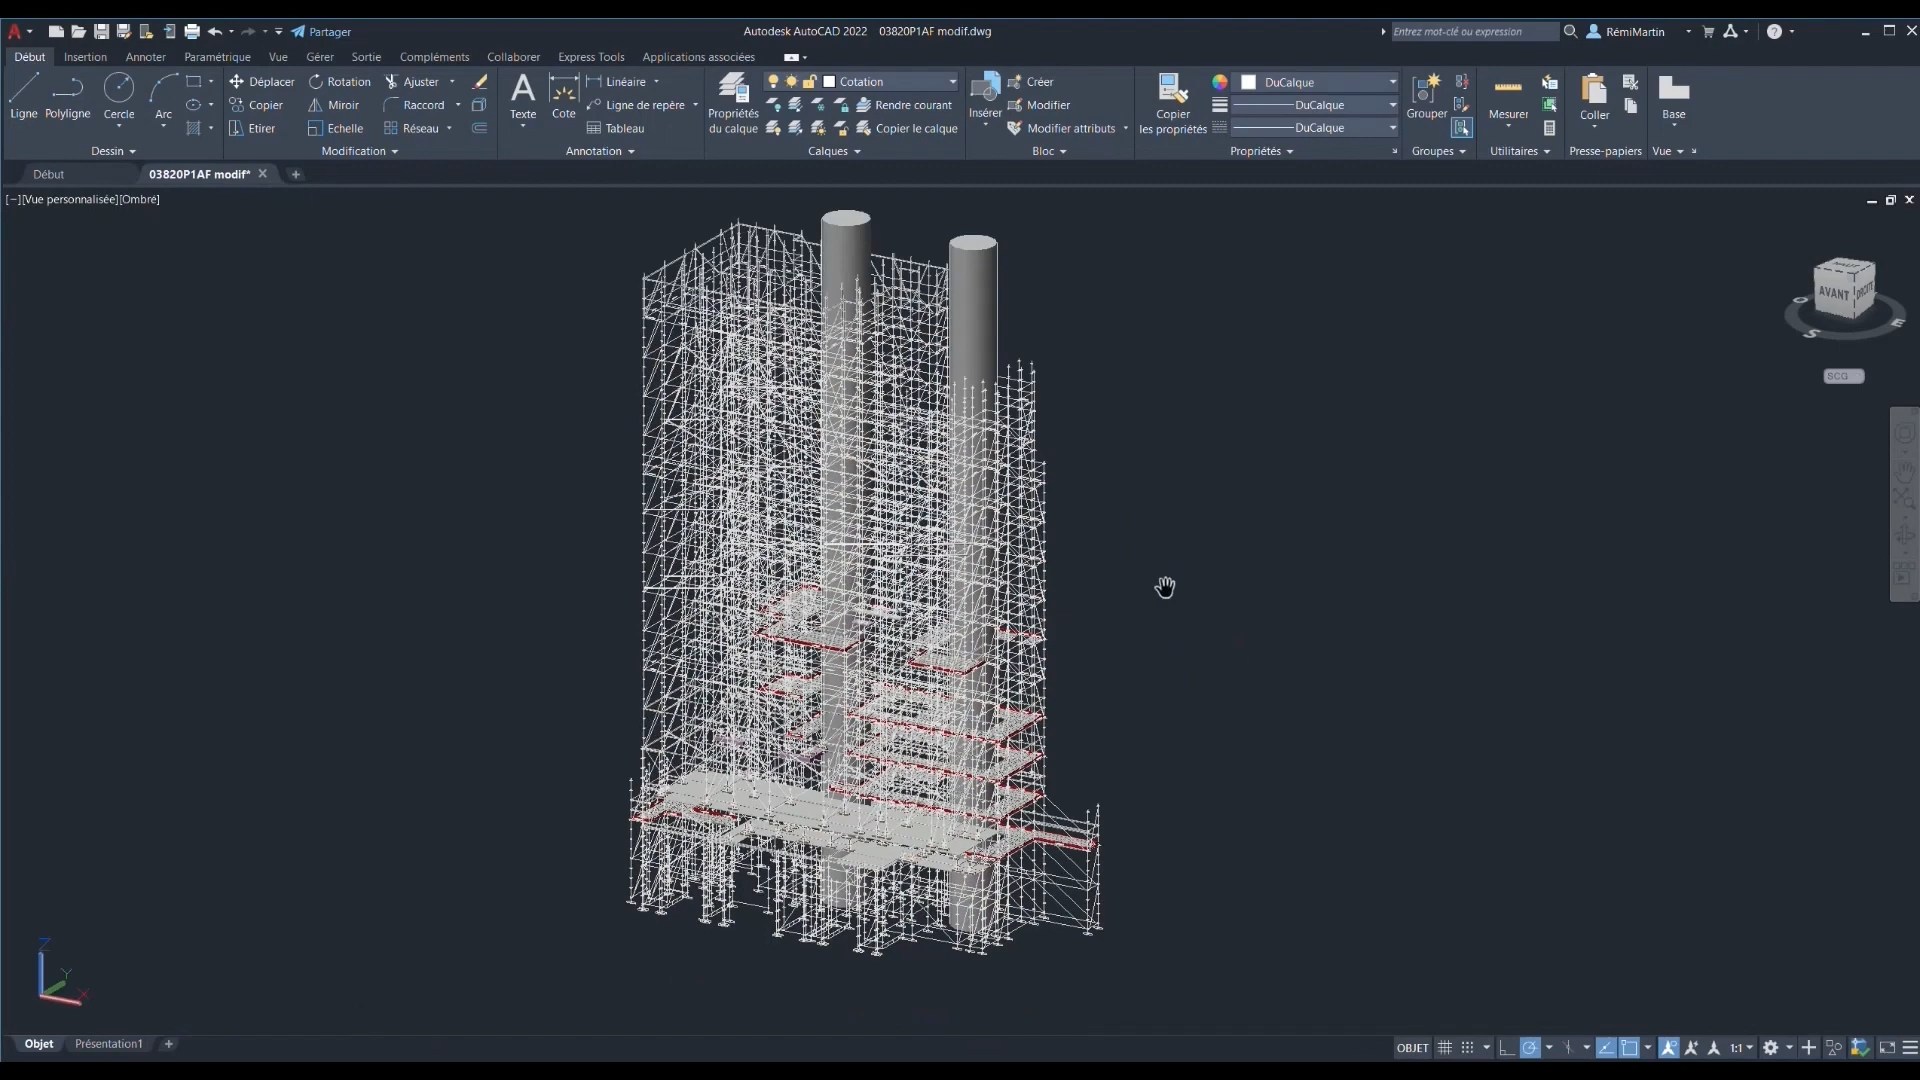 Partager
Autodesk AutoCAD 2022 03820P1AF modif.dwg
Entrez mot-clé ou expression
RémiMartin
Début Insertion Annoter Paramétrique Vue Gérer Sortie Compléments Collaborer Express Tools Applications associées
Déplacer Rotation Ajuster Linéaire Cotation Créer DuCalque
Copier Miroir Raccord Ligne de repère Rendre courant Modifier DuCalque
Ligne Polyligne Cercle Arc Texte Cote Propriétés du calque Insérer Copier les propriétés Grouper Mesurer Coller Base
Etirer Echelle Réseau Tableau Copier le calque Modifier attributs DuCalque
Dessin Modification Annotation Calques Bloc Propriétés Groupes Utilitaires Presse-papiers Vue
Début 03820P1AF modif*
[−][Vue personnalisée][Ombré]
HAUT
AVANT DROITE
S E
SCG
Z
Y
X
Objet Présentation1
OBJET 1:1